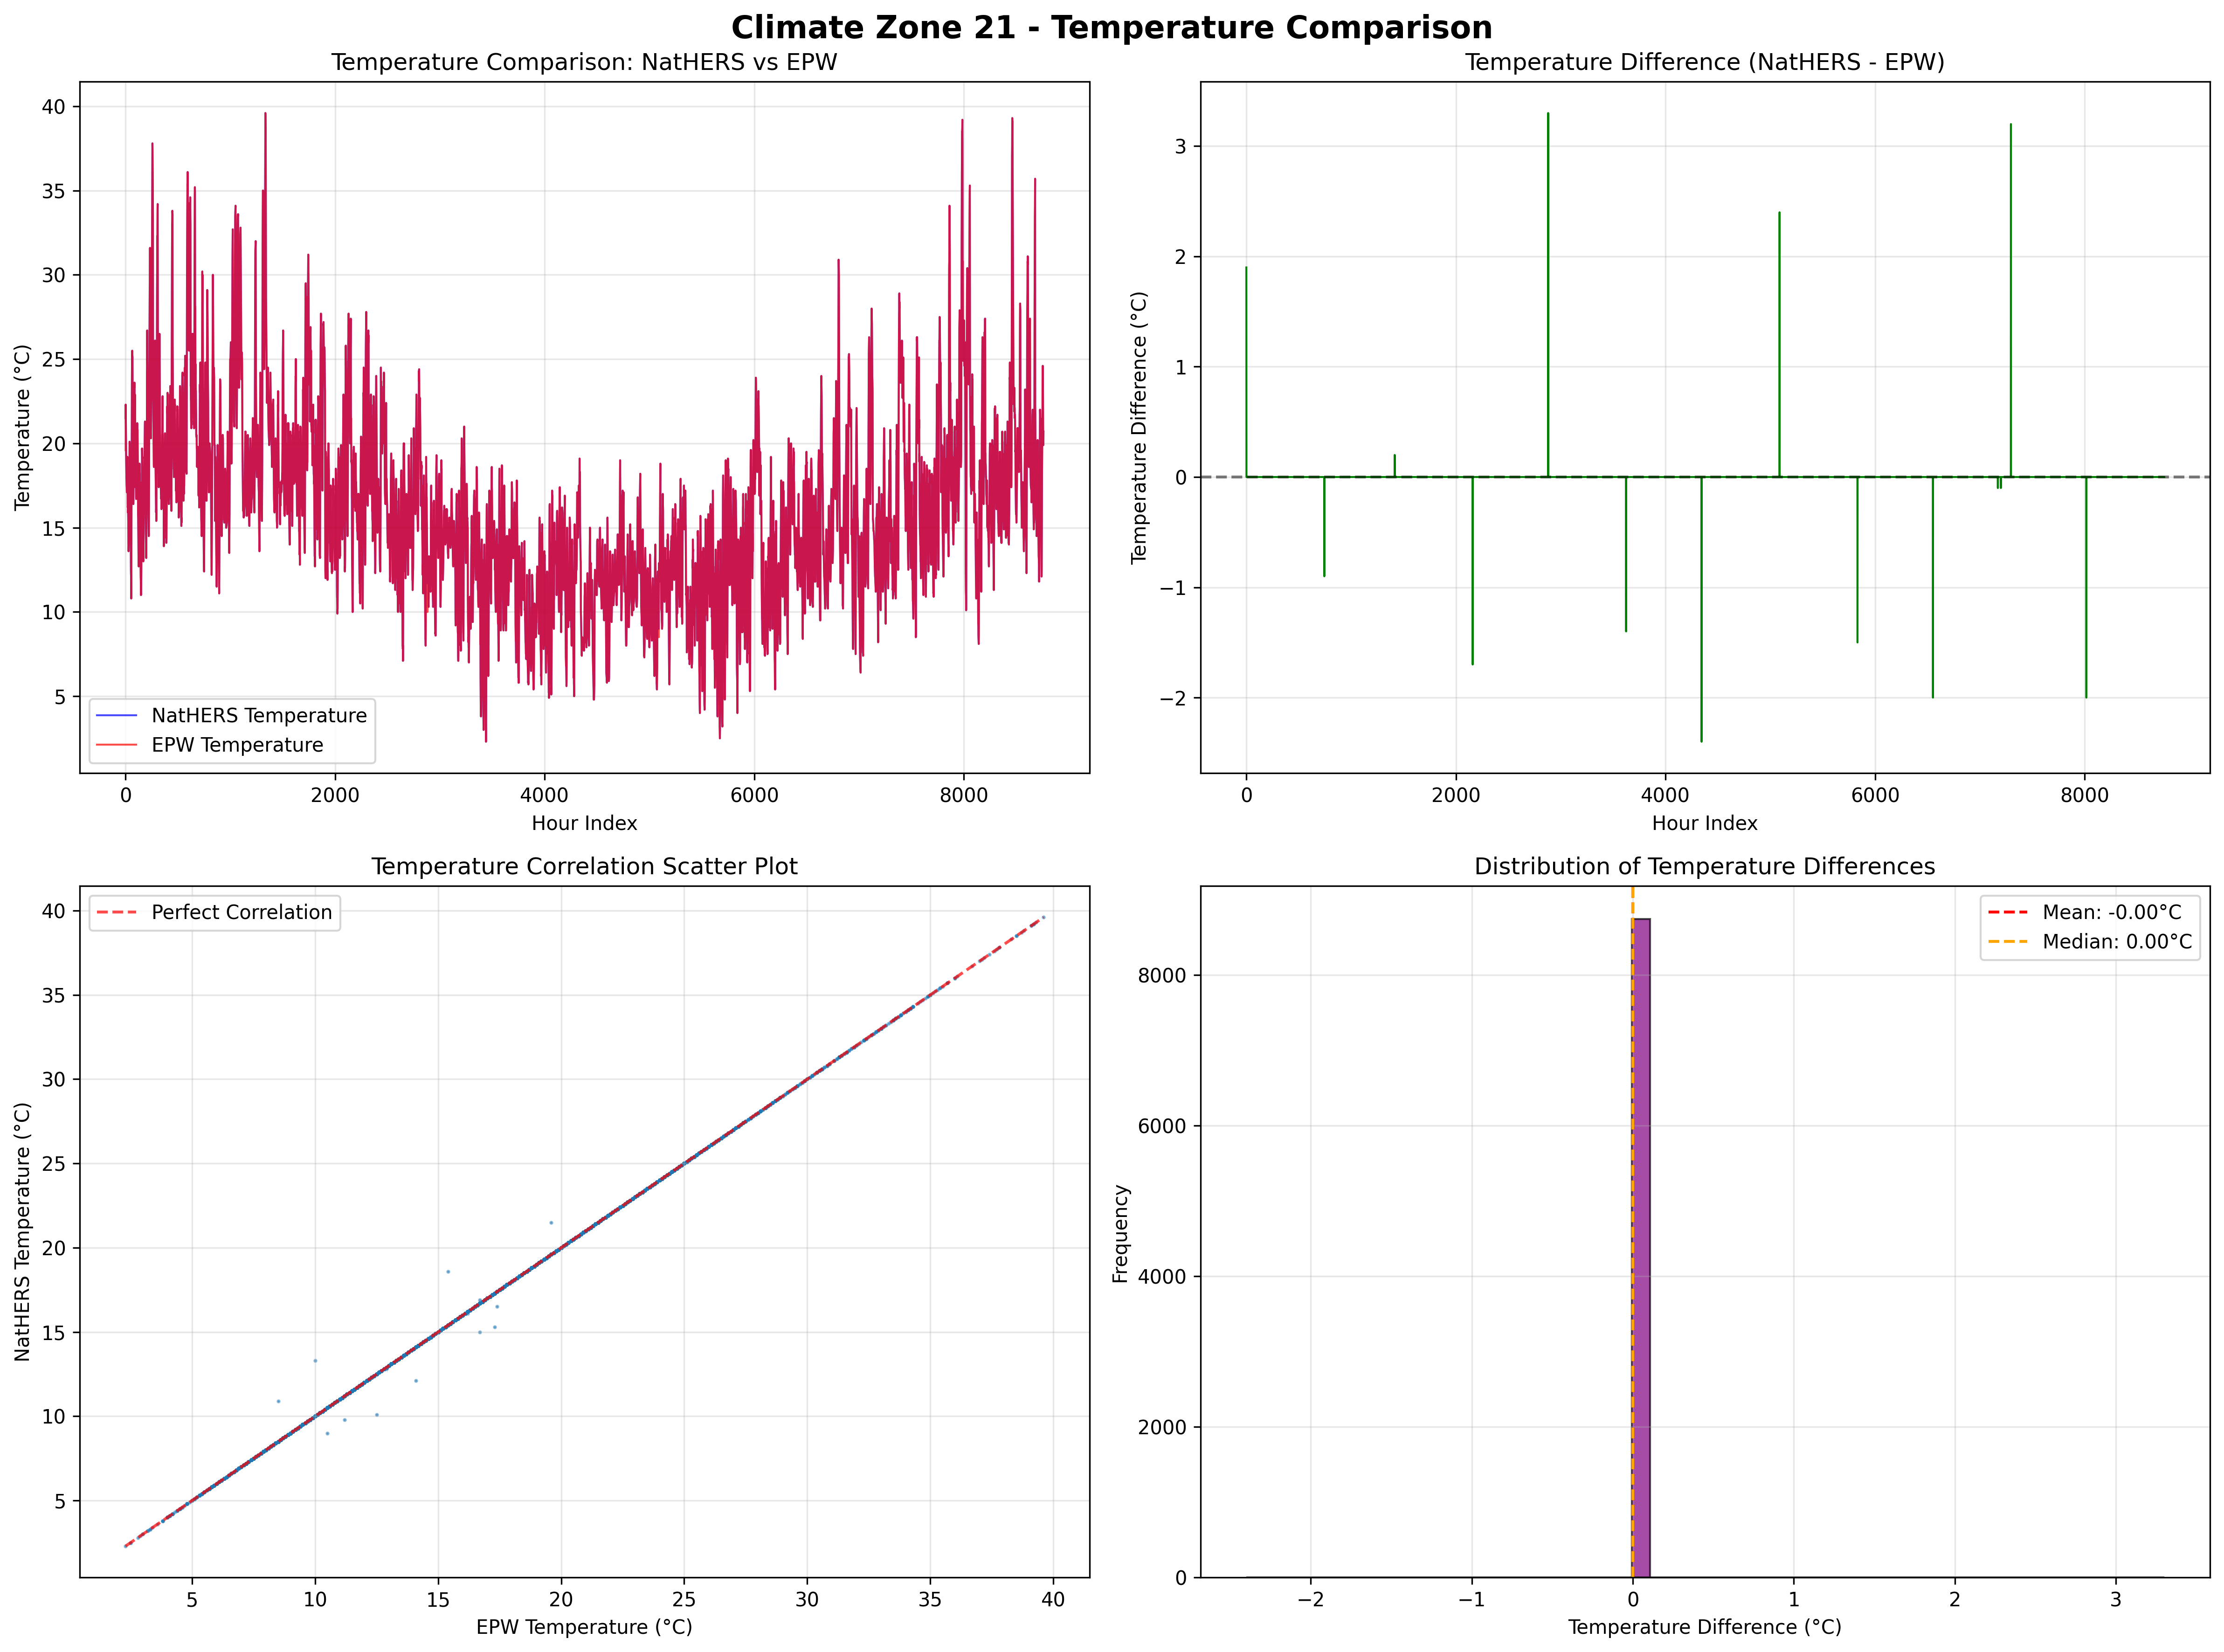 Climate Zone 21 - Temperature Comparison
Temperature Comparison: NatHERS vs EPW
Temperature (°C)
40
35
30
25
20
15
10
5
NatHERS Temperature
EPW Temperature
0
2000
4000
6000
8000
Hour Index
Temperature Difference (NatHERS - EPW)
Temperature Difference (°C)
3
2
1
0
−1
−2
0
2000
4000
6000
8000
Hour Index
Temperature Correlation Scatter Plot
NatHERS Temperature (°C)
40
35
30
25
20
15
10
5
Perfect Correlation
5
10
15
20
25
30
35
40
EPW Temperature (°C)
Distribution of Temperature Differences
Frequency
8000
6000
4000
2000
0
Mean: -0.00°C
Median: 0.00°C
−2
−1
0
1
2
3
Temperature Difference (°C)